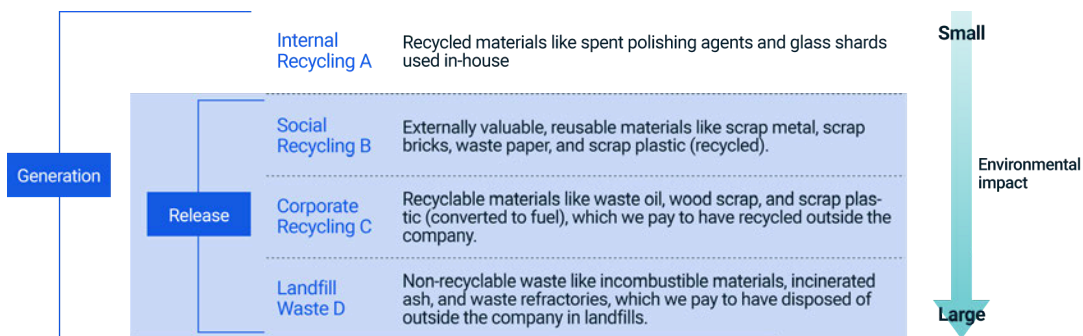 Internal
Recycling A
Recycled materials like spent polishing agents and glass shards
used in-house
Small
Social
Recycling B
Externally valuable, reusable materials like scrap metal, scrap
bricks, waste paper, and scrap plastic (recycled).
Generation
Environmental
impact
Release
Corporate
Recycling C
Recyclable materials like waste oil, wood scrap, and scrap plas-
tic (converted to fuel), which we pay to have recycled outside the
company.
Landfill
Waste D
Non-recyclable waste like incombustible materials, incinerated
ash, and waste refractories, which we pay to have disposed of
outside the company in landfills.
Large